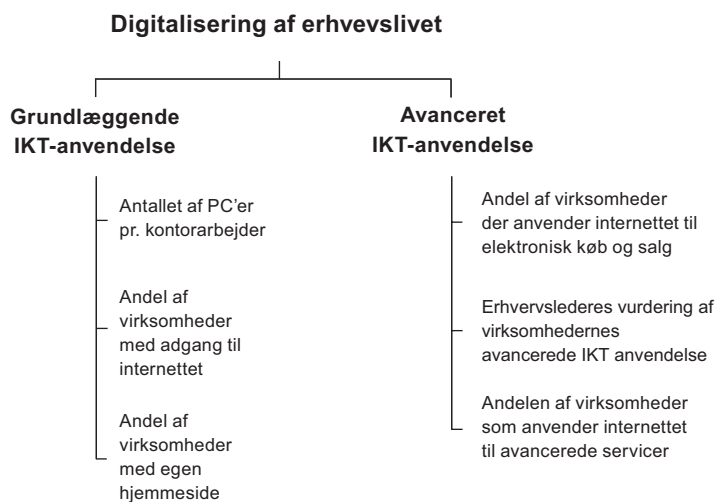 Digitalisering af erhvevslivet
Grundlæggende
IKT-anvendelse
Antallet af PC’er
pr. kontorarbejder
Andel af
virksomheder
med adgang til
internettet
Andel af
virksomheder
med egen
hjemmeside
Avanceret
IKT-anvendelse
Andel af virksomheder
der anvender internettet til
elektronisk køb og salg
Erhvervslederes vurdering af
virksomhedernes
avancerede IKT anvendelse
Andelen af virksomheder
som anvender internettet
til avancerede servicer